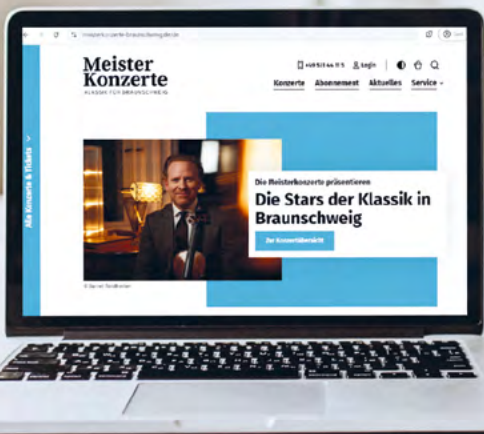 Meister
Konzerte
KLASSIK FÜR BRAUNSCHWEIG
Login
Konzerte Abonnement Aktuelles Service
Alle Konzerte & Tickets
Die Meisterkonzerte präsentieren
Die Stars der Klassik in
Braunschweig
Zur Konzertübersicht